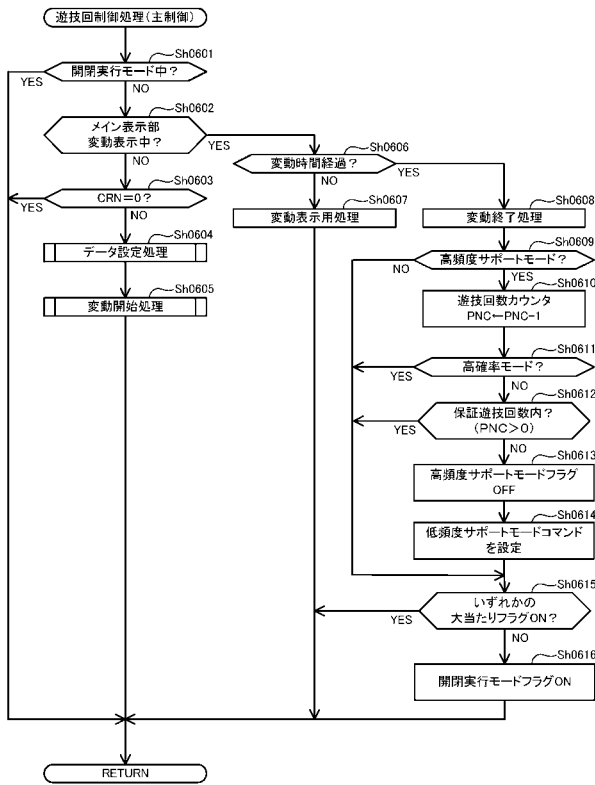 遊技回制御処理(主制御)
Sh0601
開閉実行モード中？
YES
NO
Sh0602
メイン表示部
変動表示中？
YES
NO
Sh0603
CRN＝0？
YES
NO
Sh0604
データ設定処理
Sh0605
変動開始処理
Sh0606
変動時間経過？
YES
NO
Sh0607
変動表示用処理
Sh0608
変動終了処理
Sh0609
高頻度サポートモード？
NO
YES
Sh0610
遊技回数カウンタ
PNC←PNC-1
Sh0611
高確率モード？
YES
NO
Sh0612
保証遊技回数内？
(PNC＞0)
YES
NO
Sh0613
高頻度サポートモードフラグ
OFF
Sh0614
低頻度サポートモードコマンド
を設定
Sh0615
いずれかの
大当たりフラグON？
YES
NO
Sh0616
開閉実行モードフラグON
RETURN